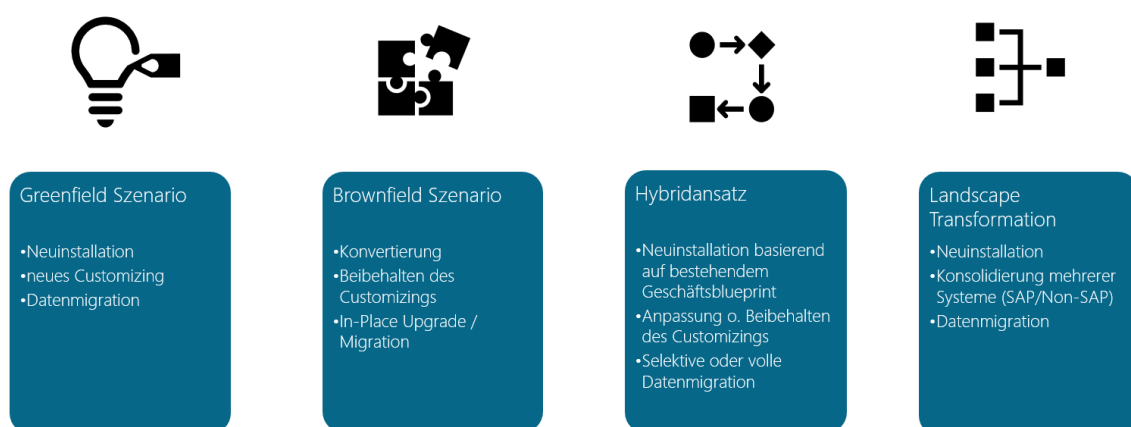 Greenfield Szenario
•Neuinstallation
•neues Customizing
•Datenmigration
Brownfield Szenario
•Konvertierung
•Beibehalten des
Customizings
•In-Place Upgrade /
Migration
Hybridansatz
•Neuinstallation basierend
auf bestehendem
Geschäftsblueprint
•Anpassung o. Beibehalten
des Customizings
•Selektive oder volle
Datenmigration
Landscape
Transformation
•Neuinstallation
•Konsolidierung mehrerer
Systeme (SAP/Non-SAP)
•Datenmigration